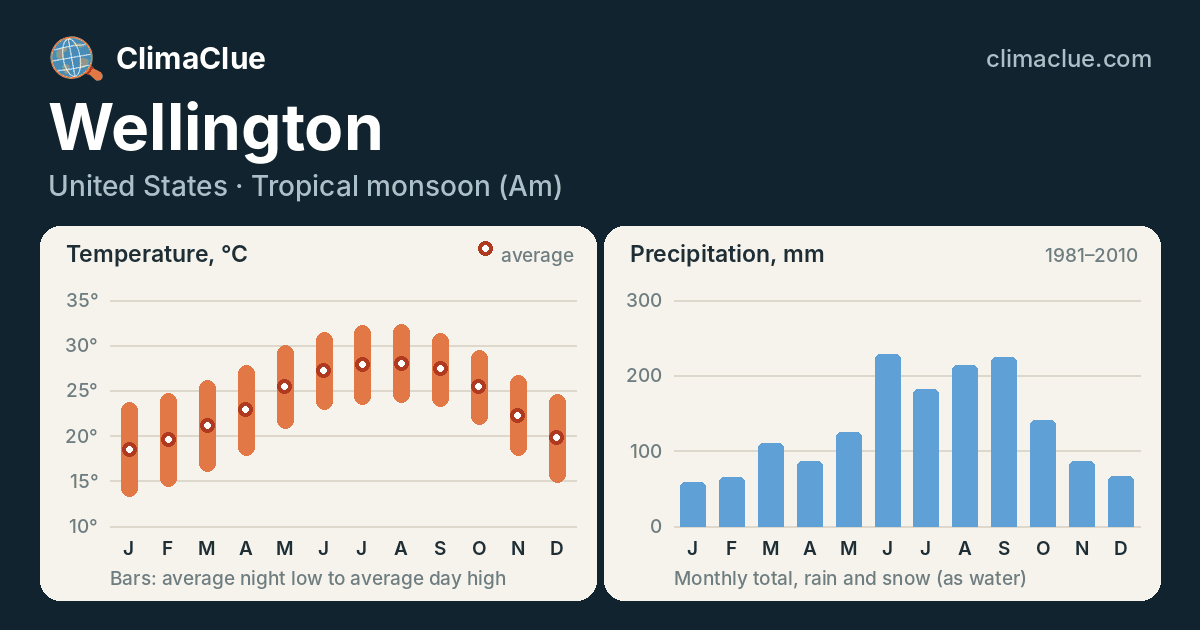 ClimaClue
climaclue.com
Wellington
United States · Tropical monsoon (Am)
Temperature, °C
average
35°
30°
25°
20°
15°
10°
J F M A M J J A S O N D
Bars: average night low to average day high
Precipitation, mm
1981–2010
300
200
100
0
J F M A M J J A S O N D
Monthly total, rain and snow (as water)